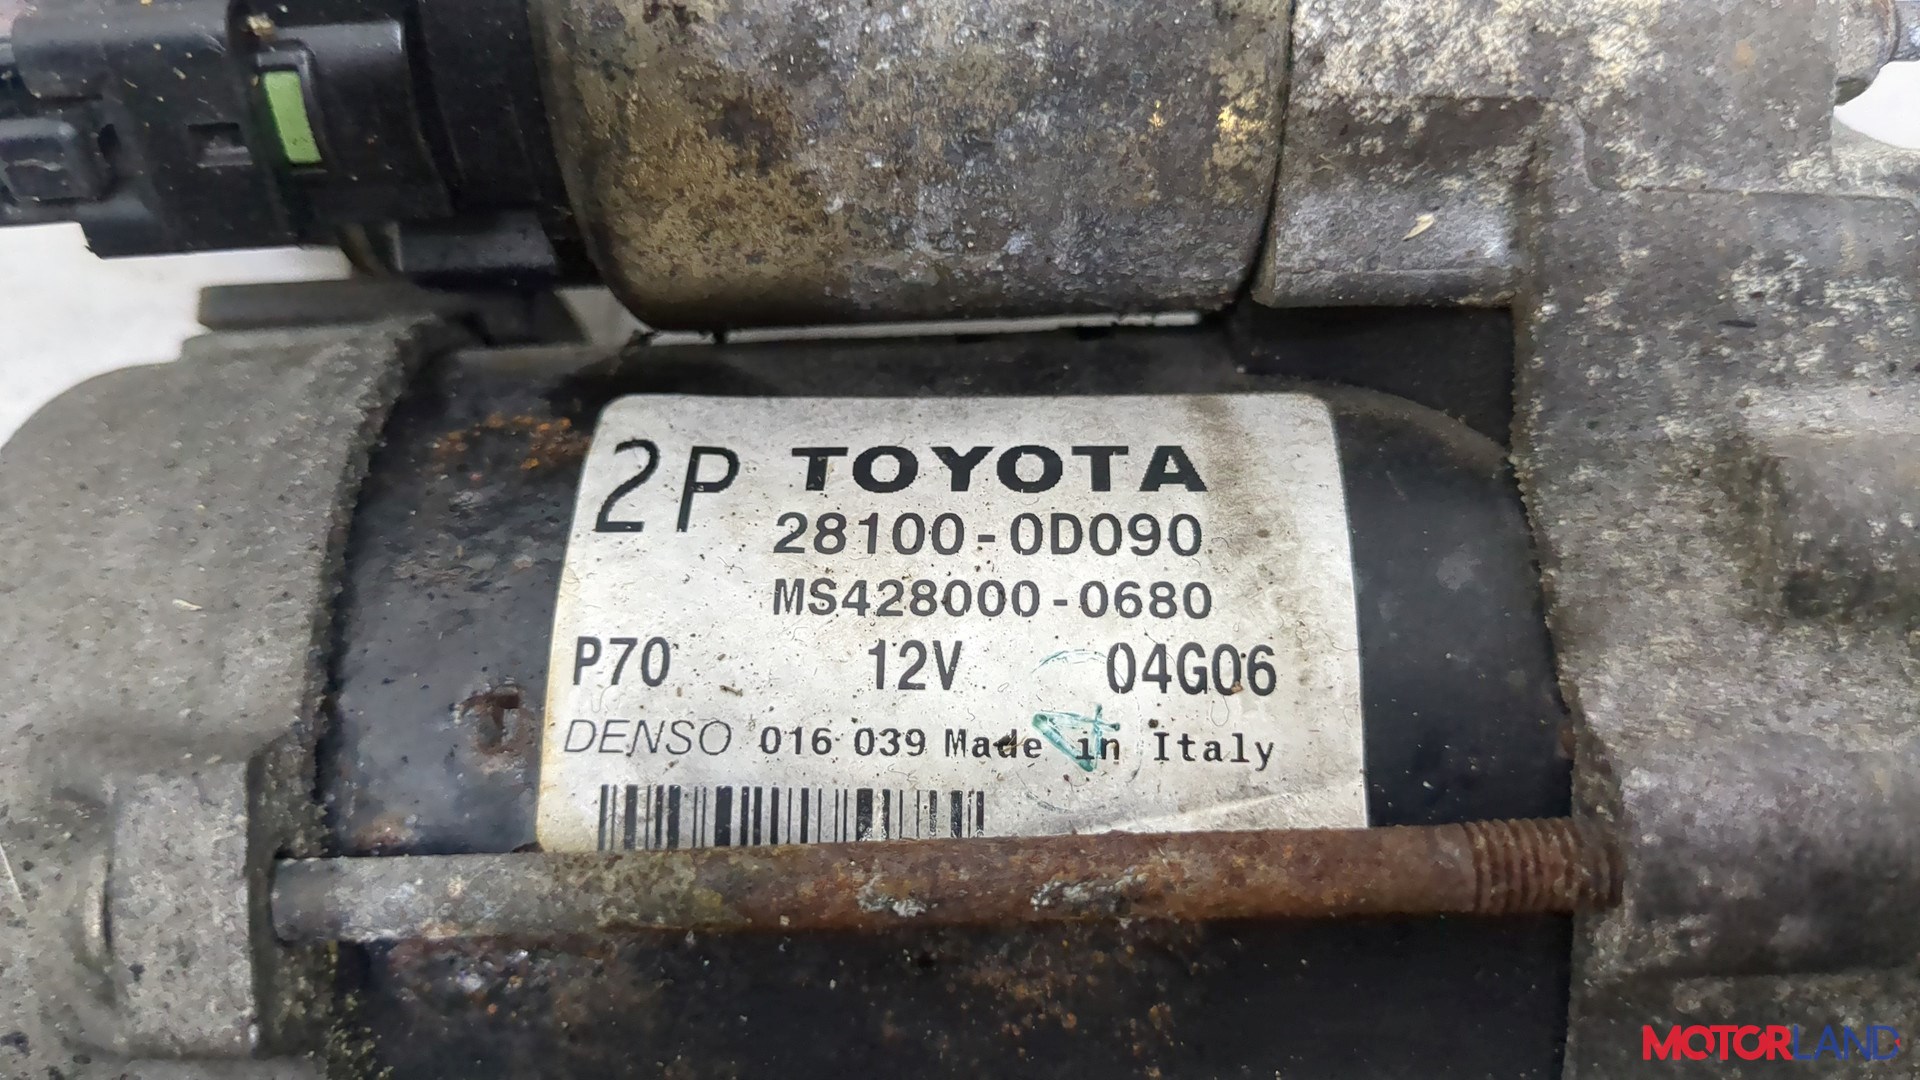 2P TOYOTA
28100-0D090
MS428000-0680
P70 12V 04G06
DENSO 016 039 Made in Italy
MOTORLAND